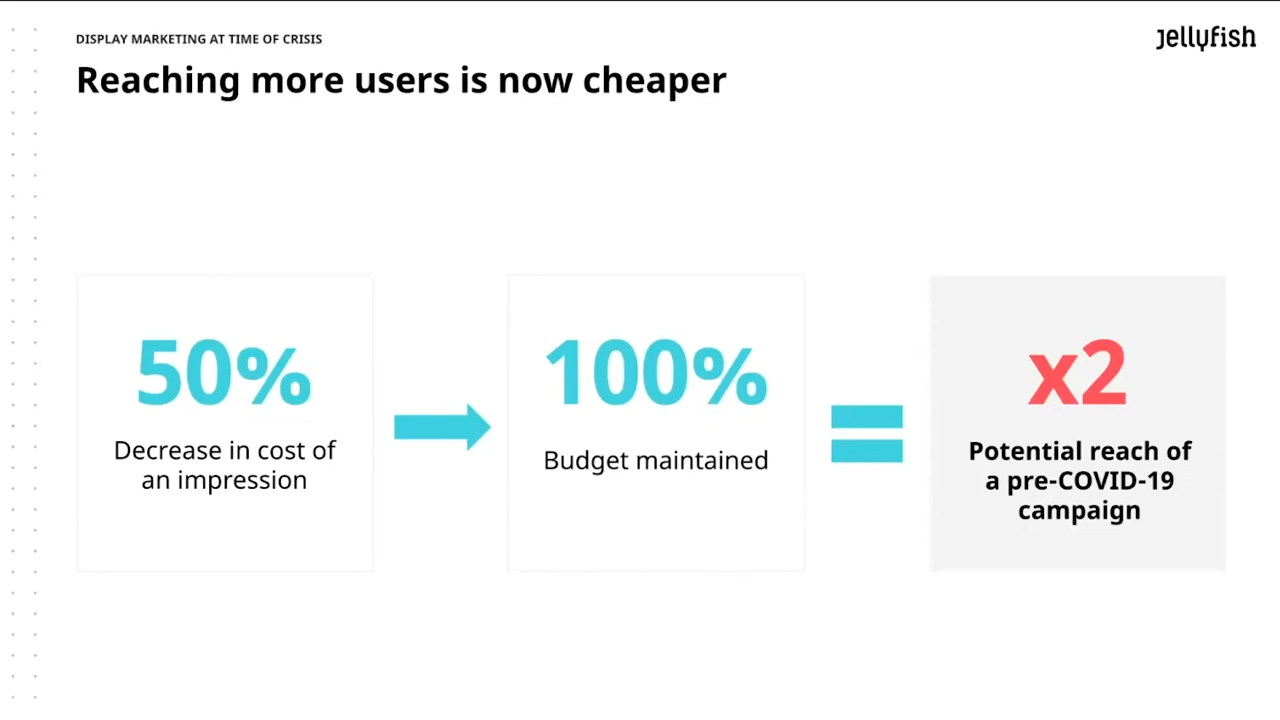 DISPLAY MARKETING AT TIME OF CRISIS
jellyfish
Reaching more users is now cheaper
50%
Decrease in cost of
an impression
100%
Budget maintained
x2
Potential reach of
a pre-COVID-19
campaign